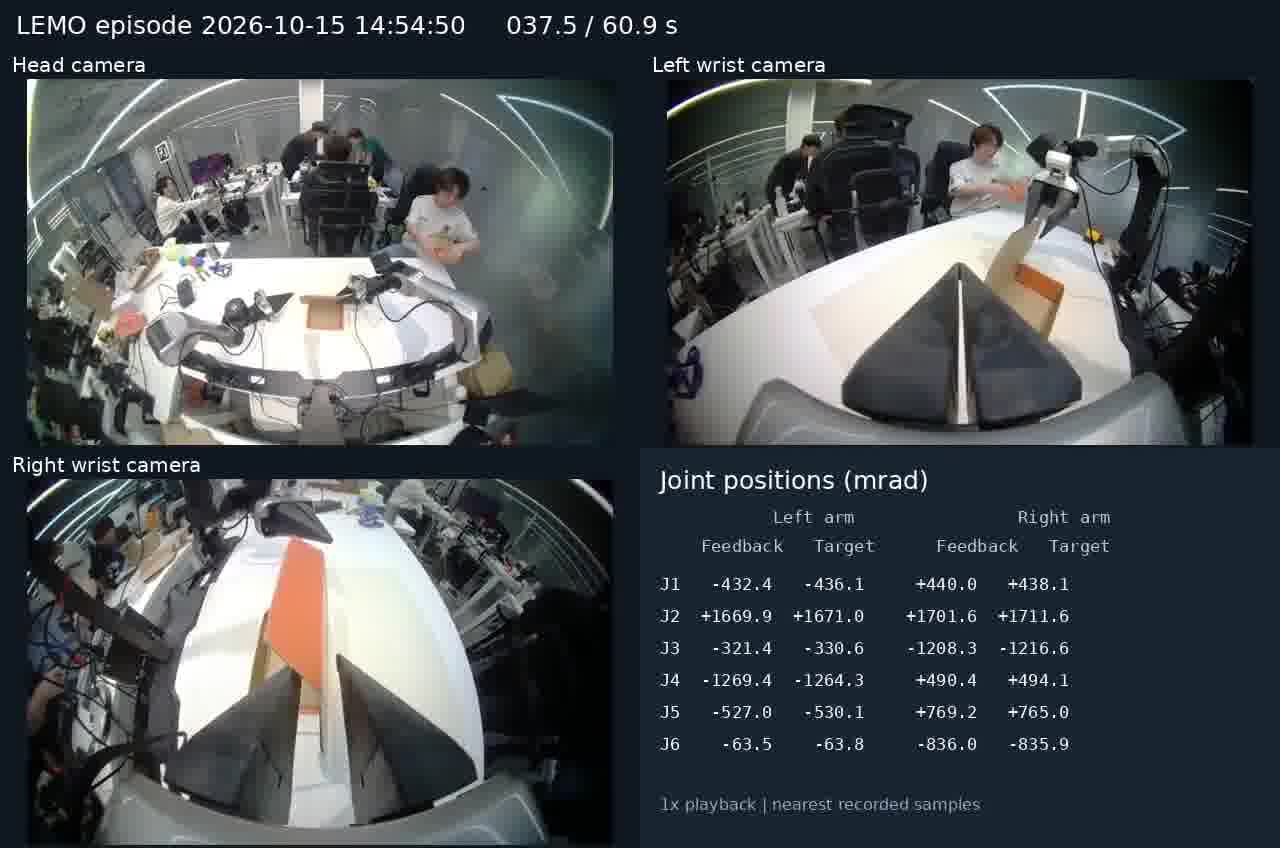 LEMO episode 2026-10-15 14:54:50 037.5 / 60.9 s
Head camera
Left wrist camera
Right wrist camera
Joint positions (mrad)
Left arm Right arm
Feedback Target Feedback Target
J1 -432.4 -436.1 +440.0 +438.1
J2 +1669.9 +1671.0 +1701.6 +1711.6
J3 -321.4 -330.6 -1208.3 -1216.6
J4 -1269.4 -1264.3 +490.4 +494.1
J5 -527.0 -530.1 +769.2 +765.0
J6 -63.5 -63.8 -836.0 -835.9
1x playback | nearest recorded samples